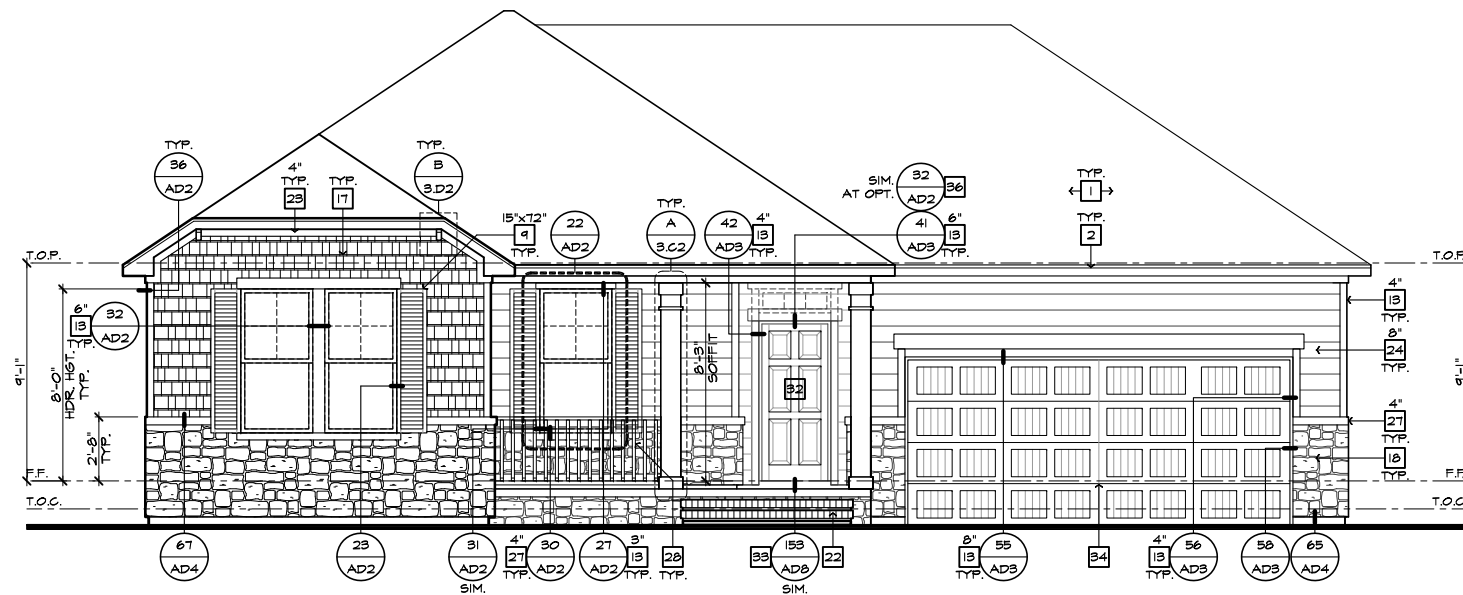 TYP.
36
AD2
4"
TYP.
23
TYP.
17
TYP.
B
3.D2
15"x72"
9
TYP.
22
AD2
TYP.
A
3.C2
42
AD3
4"
13
TYP.
SIM.
AT OPT.
32
AD2
36
41
AD3
6"
13
TYP.
TYP.
1
TYP.
2
T.O.P.
T.O.P.
9'-1"
8'-0"
HDR. HGT.
TYP.
6"
13
TYP.
32
AD2
2'-8"
TYP.
8'-3"
SOFFIT
32
4"
13
TYP.
8"
24
TYP.
4"
27
TYP.
18
TYP.
9'-1"
F.F.
F.F.
T.O.C.
T.O.C.
67
AD4
23
AD2
31
AD2
SIM.
4"
27
TYP.
30
AD2
27
AD2
3"
13
TYP.
28
TYP.
33
153
AD8
SIM.
22
8"
13
TYP.
55
AD3
34
4"
13
TYP.
56
AD3
58
AD3
65
AD4